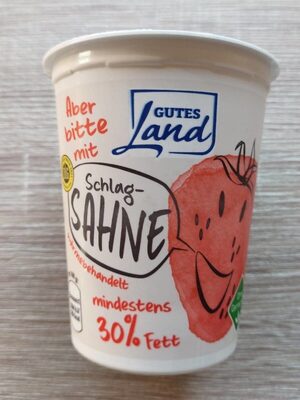 GUTES
Land
Aber
bitte
mit
Schlag-
SAHNE
mindestens
30% Fett